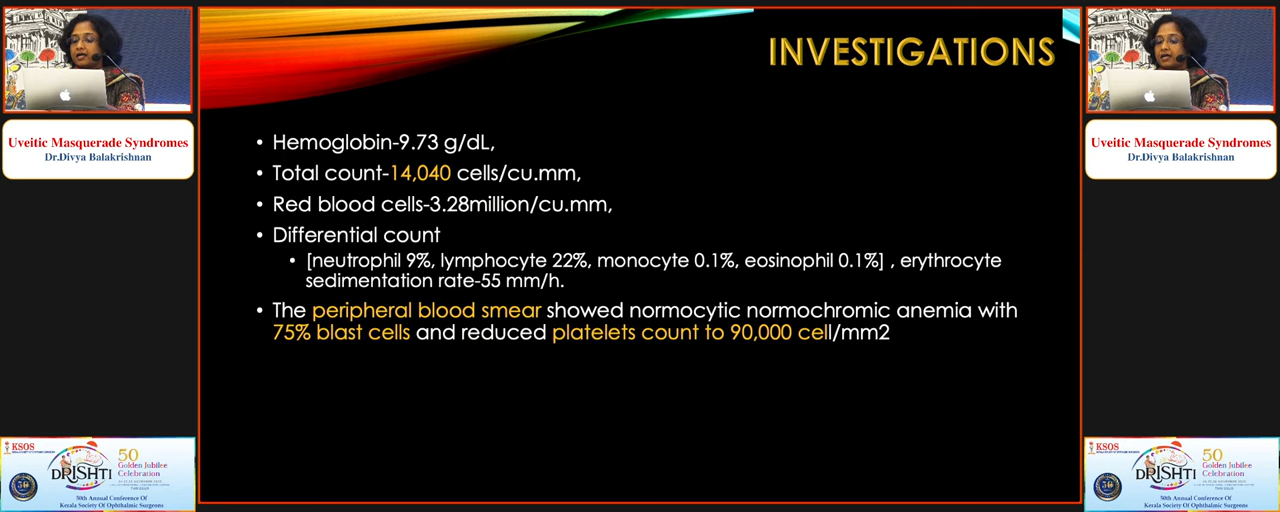 INVESTIGATIONS
• Hemoglobin-9.73 g/dL,
• Total count-14,040 cells/cu.mm,
• Red blood cells-3.28million/cu.mm,
• Differential count
• [neutrophil 9%, lymphocyte 22%, monocyte 0.1%, eosinophil 0.1%] , erythrocyte
sedimentation rate-55 mm/h.
• The peripheral blood smear showed normocytic normochromic anemia with
75% blast cells and reduced platelets count to 90,000 cell/mm2
Uveitic Masquerade Syndromes
Dr.Divya Balakrishnan
KSOS
50
Golden Jubilee
Celebration
DRISHTI
50th Annual Conference Of
Kerala Society Of Ophthalmic Surgeons
Uveitic Masquerade Syndromes
Dr.Divya Balakrishnan
KSOS
50
Golden Jubilee
Celebration
DRISHTI
50th Annual Conference Of
Kerala Society Of Ophthalmic Surgeons